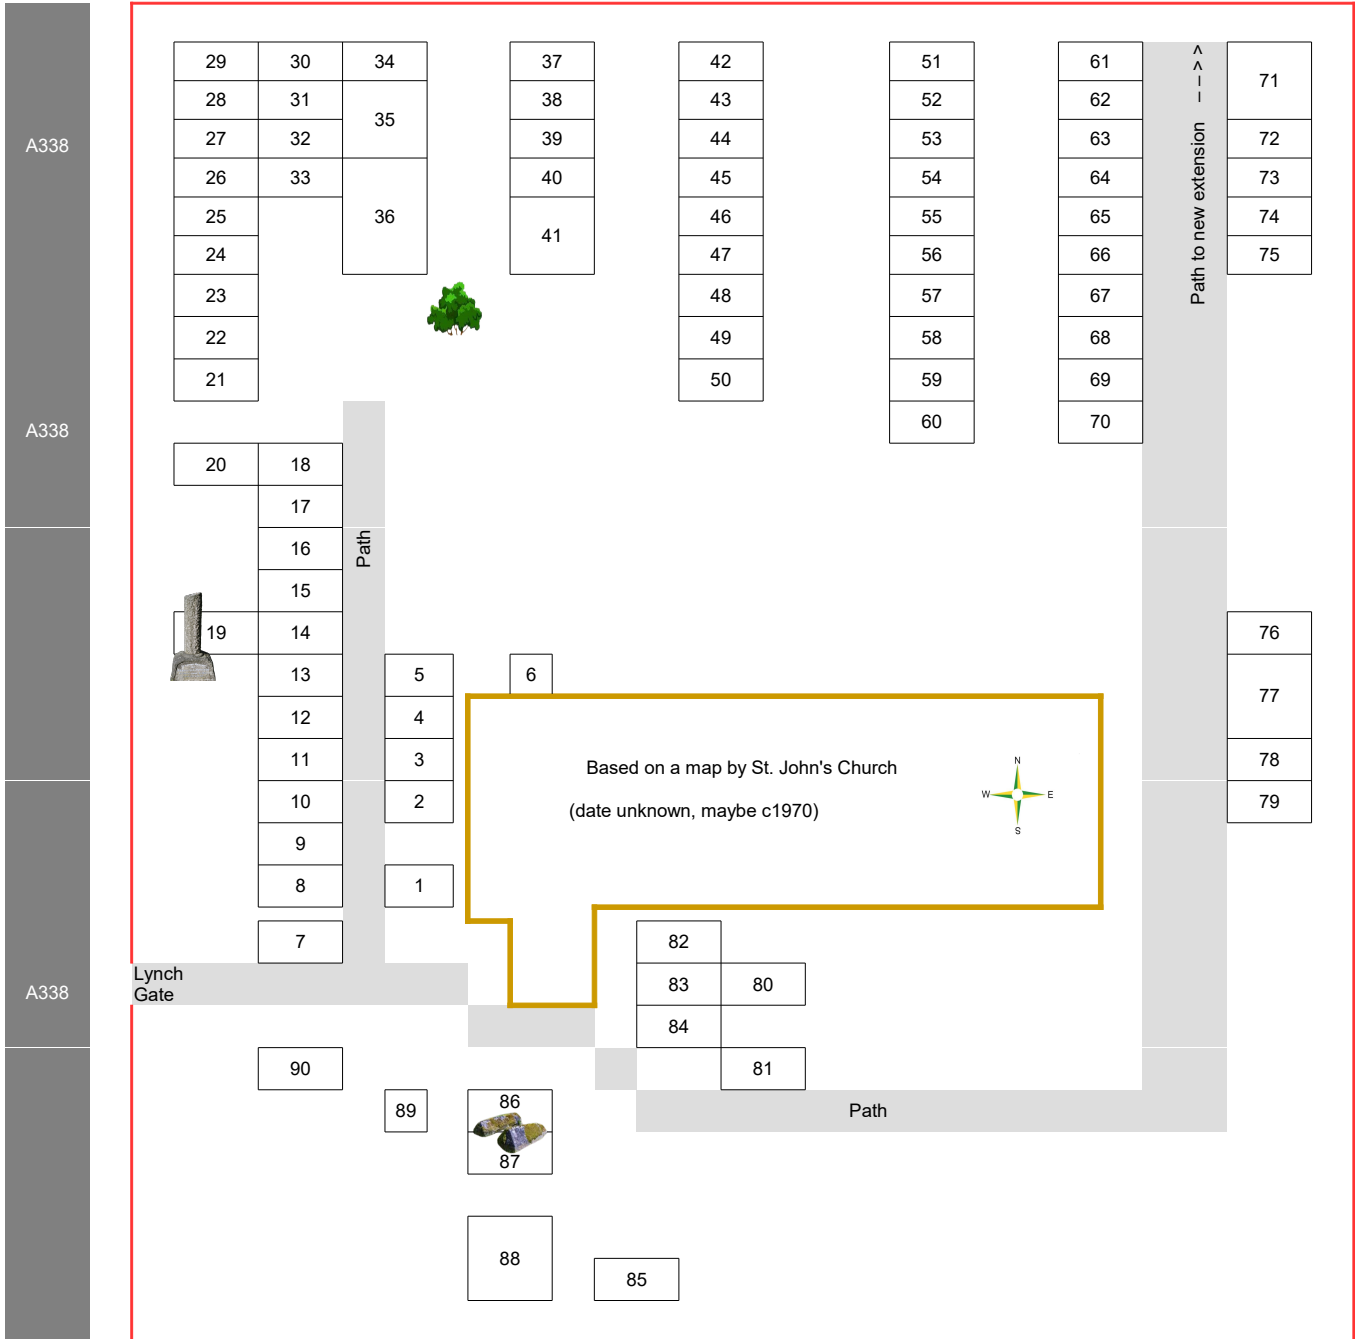 29 30 34 37 42 51 61
71
28 31 38 43 52 62
35
A338
27 32 39 44 53 63 72
26 33 40 45 54 64 73
25 36 46 55 65 74
41
24 47 56 66 75
Path to new extension – – > >
23 48 57 67
22 49 58 68
21 50 59 69
A338
60 70
20 18
17
16
Path
15
19 14 76
13 5 6
12 4 77
11 3 78
Based on a map by St. John's Church
N
W E
S
10 2 79
(date unknown, maybe c1970)
9
8 1
7 82
Lynch
Gate
A338
83 80
84
90 81
89 86
Path
87
88
85